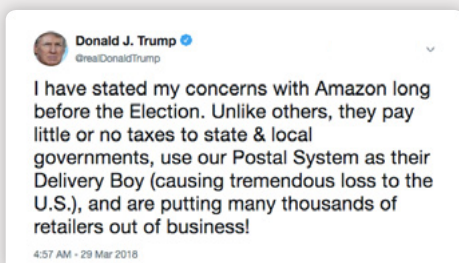 Donald J. Trump
@realDonaldTrump
I have stated my concerns with Amazon long
before the Election. Unlike others, they pay
little or no taxes to state & local
governments, use our Postal System as their
Delivery Boy (causing tremendous loss to the
U.S.), and are putting many thousands of
retailers out of business!
4:57 AM - 29 Mar 2018